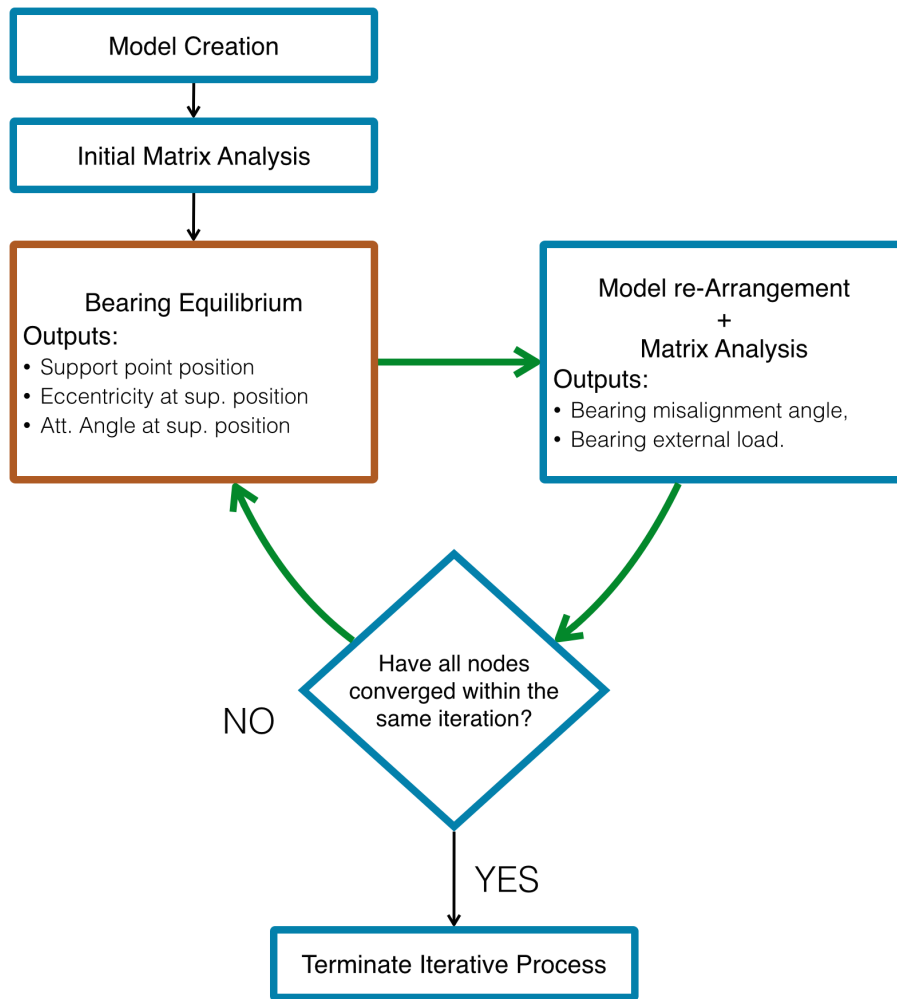 Model Creation
Initial Matrix Analysis
Bearing Equilibrium
Outputs:
• Support point position
• Eccentricity at sup. position
• Att. Angle at sup. position
Model re-Arrangement
+
Matrix Analysis
Outputs:
• Bearing misalignment angle,
• Bearing external load.
Have all nodes
converged within the
same iteration?
NO
YES
Terminate Iterative Process